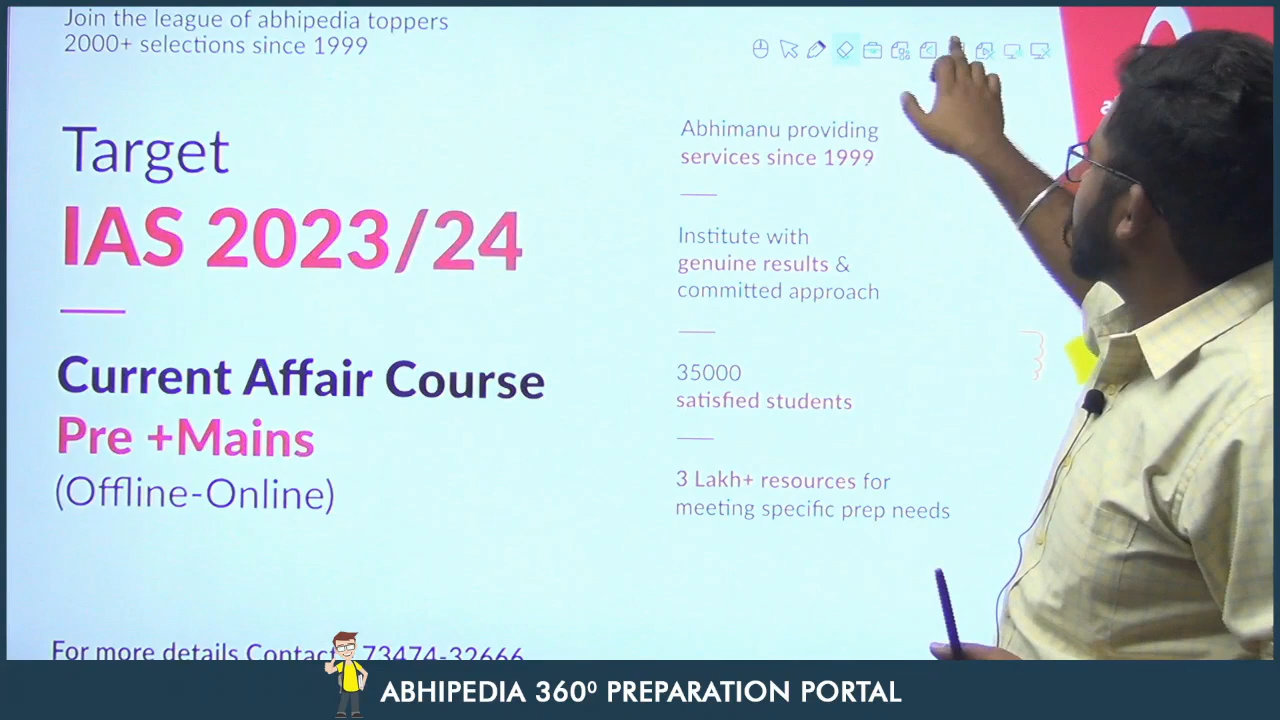 Join the league of abhipedia toppers
2000+ selections since 1999
Target
IAS 2023/24
Current Affair Course
Pre +Mains
(Offline-Online)
For more details Contact 73474-32666
Abhimanu providing
services since 1999
Institute with
genuine results &
committed approach
35000
satisfied students
3 Lakh+ resources for
meeting specific prep needs
ABHIPEDIA 360⁰ PREPARATION PORTAL